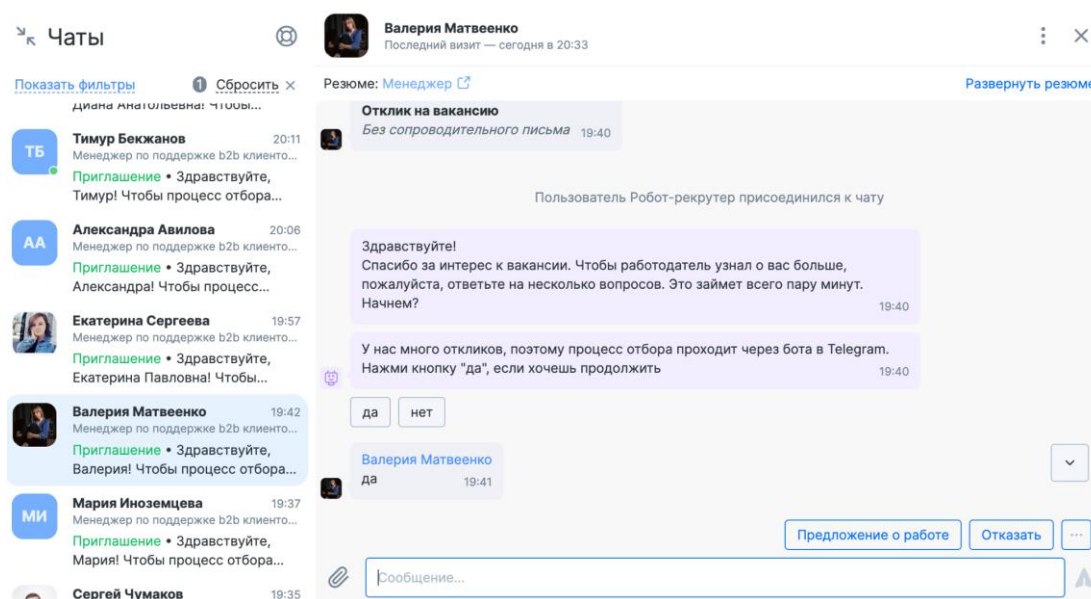 Чаты
Показать фильтры
1 Сбросить ×
Диана Анатольевна! Чтобы...
ТБ
Тимур Бекжанов 20:11
Менеджер по поддержке b2b клиенто...
Приглашение • Здравствуйте,
Тимур! Чтобы процесс отбора...
АА
Александра Авилова 20:06
Менеджер по поддержке b2b клиенто...
Приглашение • Здравствуйте,
Александра! Чтобы процесс...
Екатерина Сергеева 19:57
Менеджер по поддержке b2b клиенто...
Приглашение • Здравствуйте,
Екатерина Павловна! Чтобы...
Валерия Матвеенко 19:42
Менеджер по поддержке b2b клиенто...
Приглашение • Здравствуйте,
Валерия! Чтобы процесс отбора...
МИ
Мария Иноземцева 19:37
Менеджер по поддержке b2b клиенто...
Приглашение • Здравствуйте,
Мария! Чтобы процесс отбора...
Сергей Чумаков 19:35
Валерия Матвеенко
Последний визит — сегодня в 20:33
Резюме: Менеджер
Развернуть резюме
Отклик на вакансию
Без сопроводительного письма 19:40
Пользователь Робот-рекрутер присоединился к чату
Здравствуйте!
Спасибо за интерес к вакансии. Чтобы работодатель узнал о вас больше,
пожалуйста, ответьте на несколько вопросов. Это займет всего пару минут.
Начнем? 19:40
У нас много откликов, поэтому процесс отбора проходит через бота в Telegram.
Нажми кнопку "да", если хочешь продолжить 19:40
да нет
Валерия Матвеенко
да 19:41
Предложение о работе Отказать ...
Сообщение...